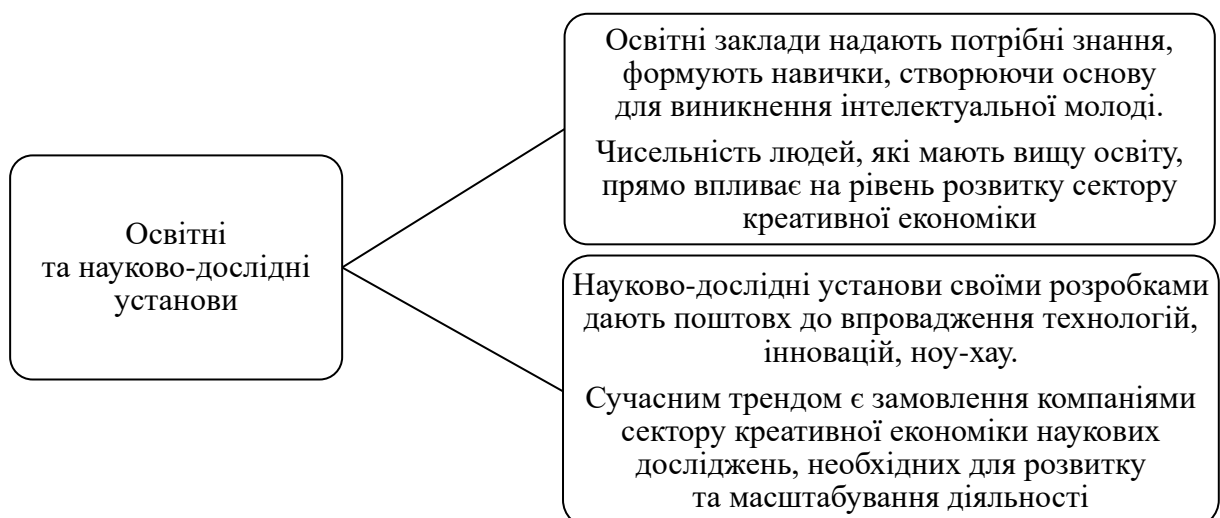 Освітні
та науково-дослідні
установи
Освітні заклади надають потрібні знання,
формують навички, створюючи основу
для виникнення інтелектуальної молоді.
Чисельність людей, які мають вищу освіту,
прямо впливає на рівень розвитку сектору
креативної економіки
Науково-дослідні установи своїми розробками
дають поштовх до впровадження технологій,
інновацій, ноу-хау.
Сучасним трендом є замовлення компаніями
сектору креативної економіки наукових
досліджень, необхідних для розвитку
та масштабування діяльності